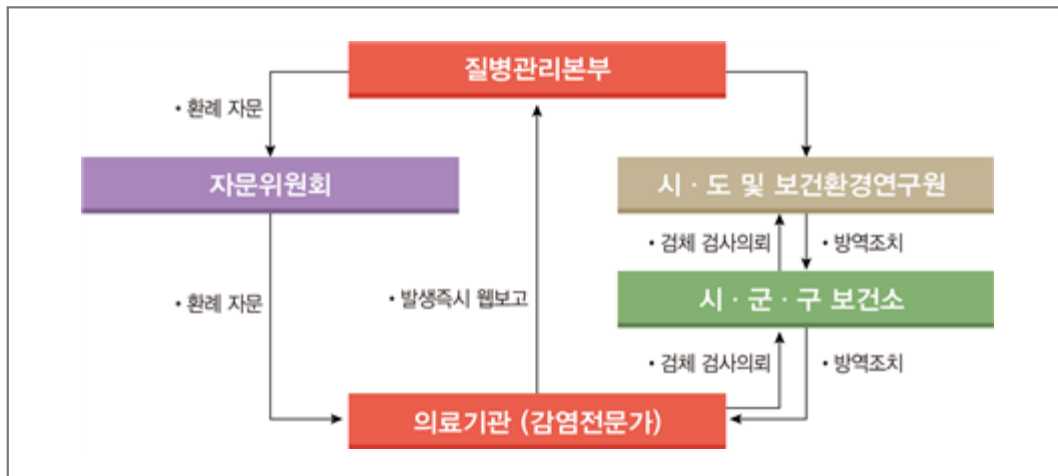 질병관리본부
• 환례 자문
자문위원회
시 · 도 및 보건환경연구원
• 검체 검사의뢰
• 방역조치
• 환례 자문
• 발생즉시 웹보고
시 · 군 · 구 보건소
• 검체 검사의뢰
• 방역조치
의료기관 (감염전문가)